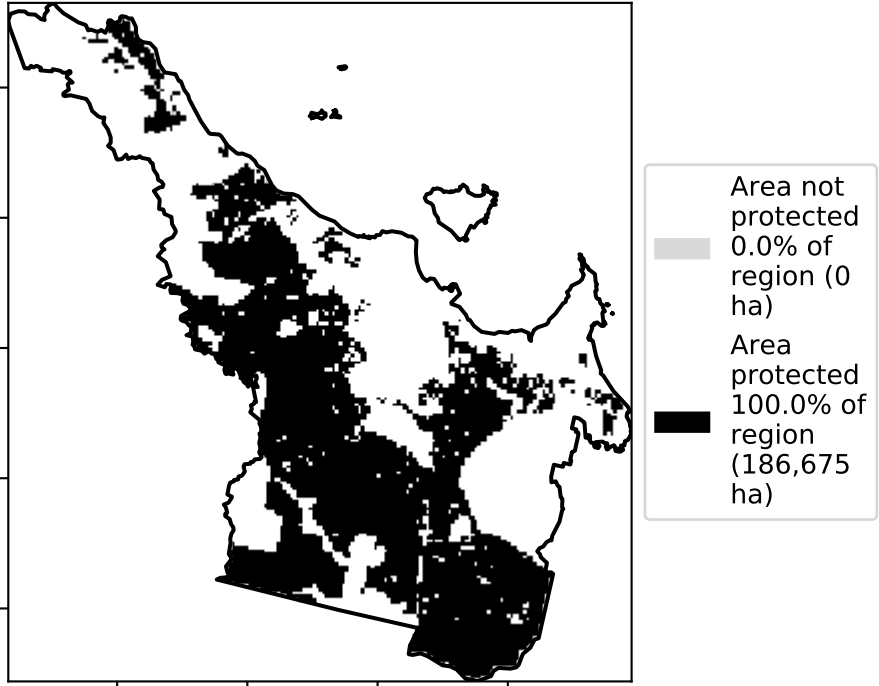 Area not
protected
0.0% of
region (0
ha)
Area
protected
100.0% of
region
(186,675
ha)